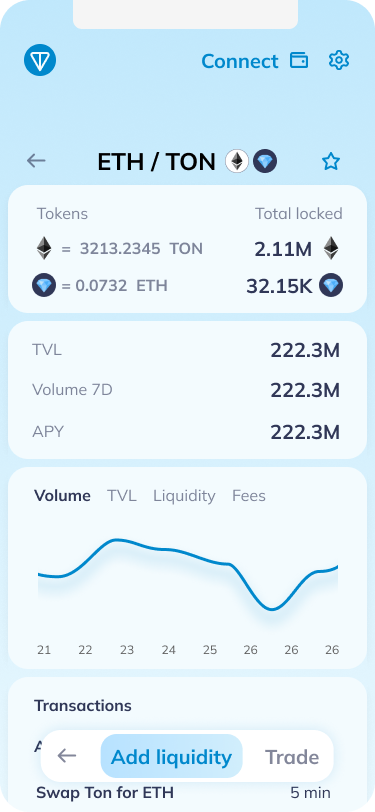 Connect
ETH / TON
Tokens Total locked
= 3213.2345 TON 2.11M
= 0.0732 ETH 32.15K
TVL 222.3M
Volume 7D 222.3M
APY 222.3M
Volume TVL Liquidity Fees
21 22 23 24 25 26 26 26
Transactions
Add liquidity Trade
Swap Ton for ETH 5 min